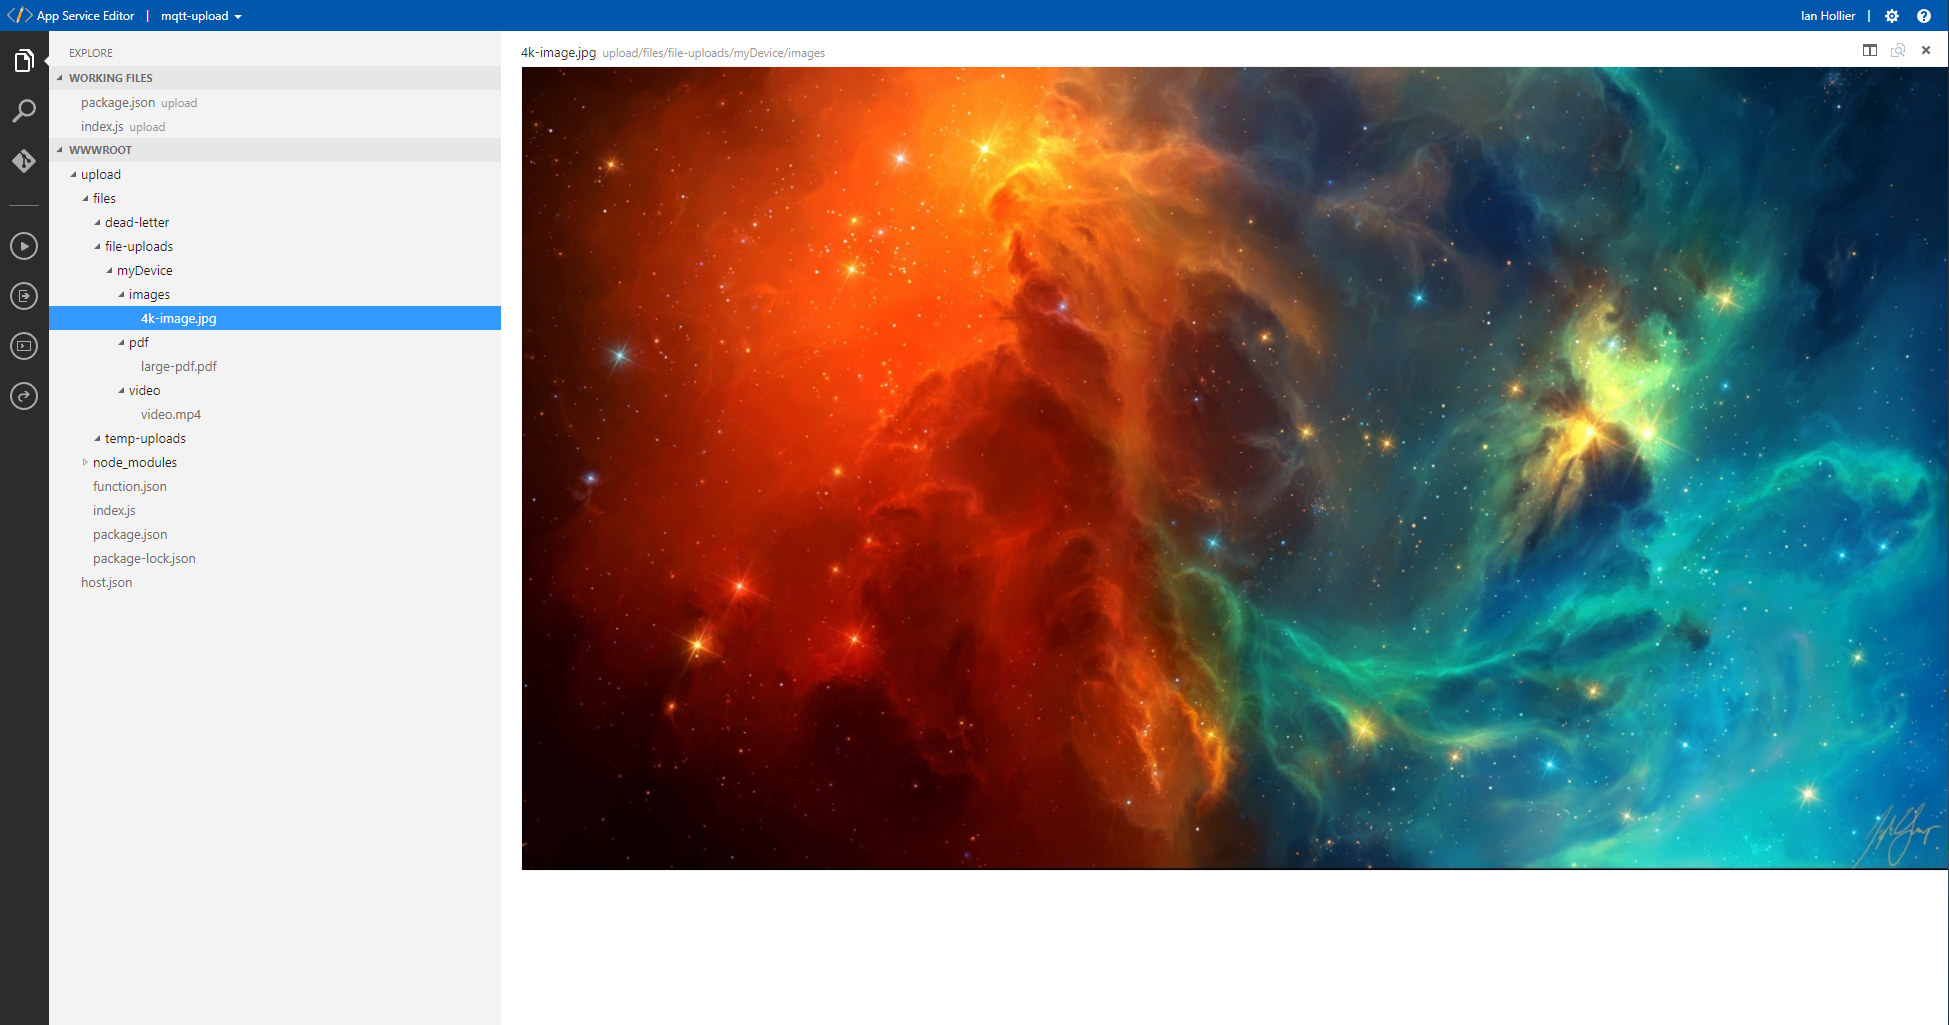 App Service Editor | mqtt-upload
Ian Hollier |
EXPLORE
WORKING FILES
package.json upload
index.js upload
WWWROOT
upload
files
dead-letter
file-uploads
myDevice
images
4k-image.jpg
pdf
large-pdf.pdf
video
video.mp4
temp-uploads
node_modules
function.json
index.js
package.json
package-lock.json
host.json
4k-image.jpg upload/files/file-uploads/myDevice/images